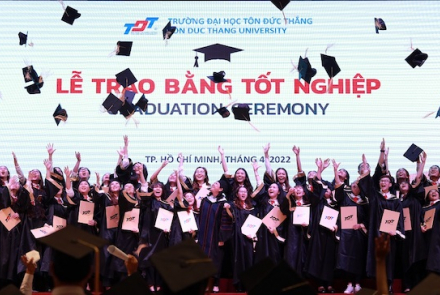 TDT TRƯỜNG ĐẠI HỌC TÔN ĐỨC THẮNG
TON DUC THANG UNIVERSITY
LỄ TRAO BẰNG TỐT NGHIỆP
GRADUATION CEREMONY
TP. HỒ CHÍ MINH, THÁNG 4, 2022